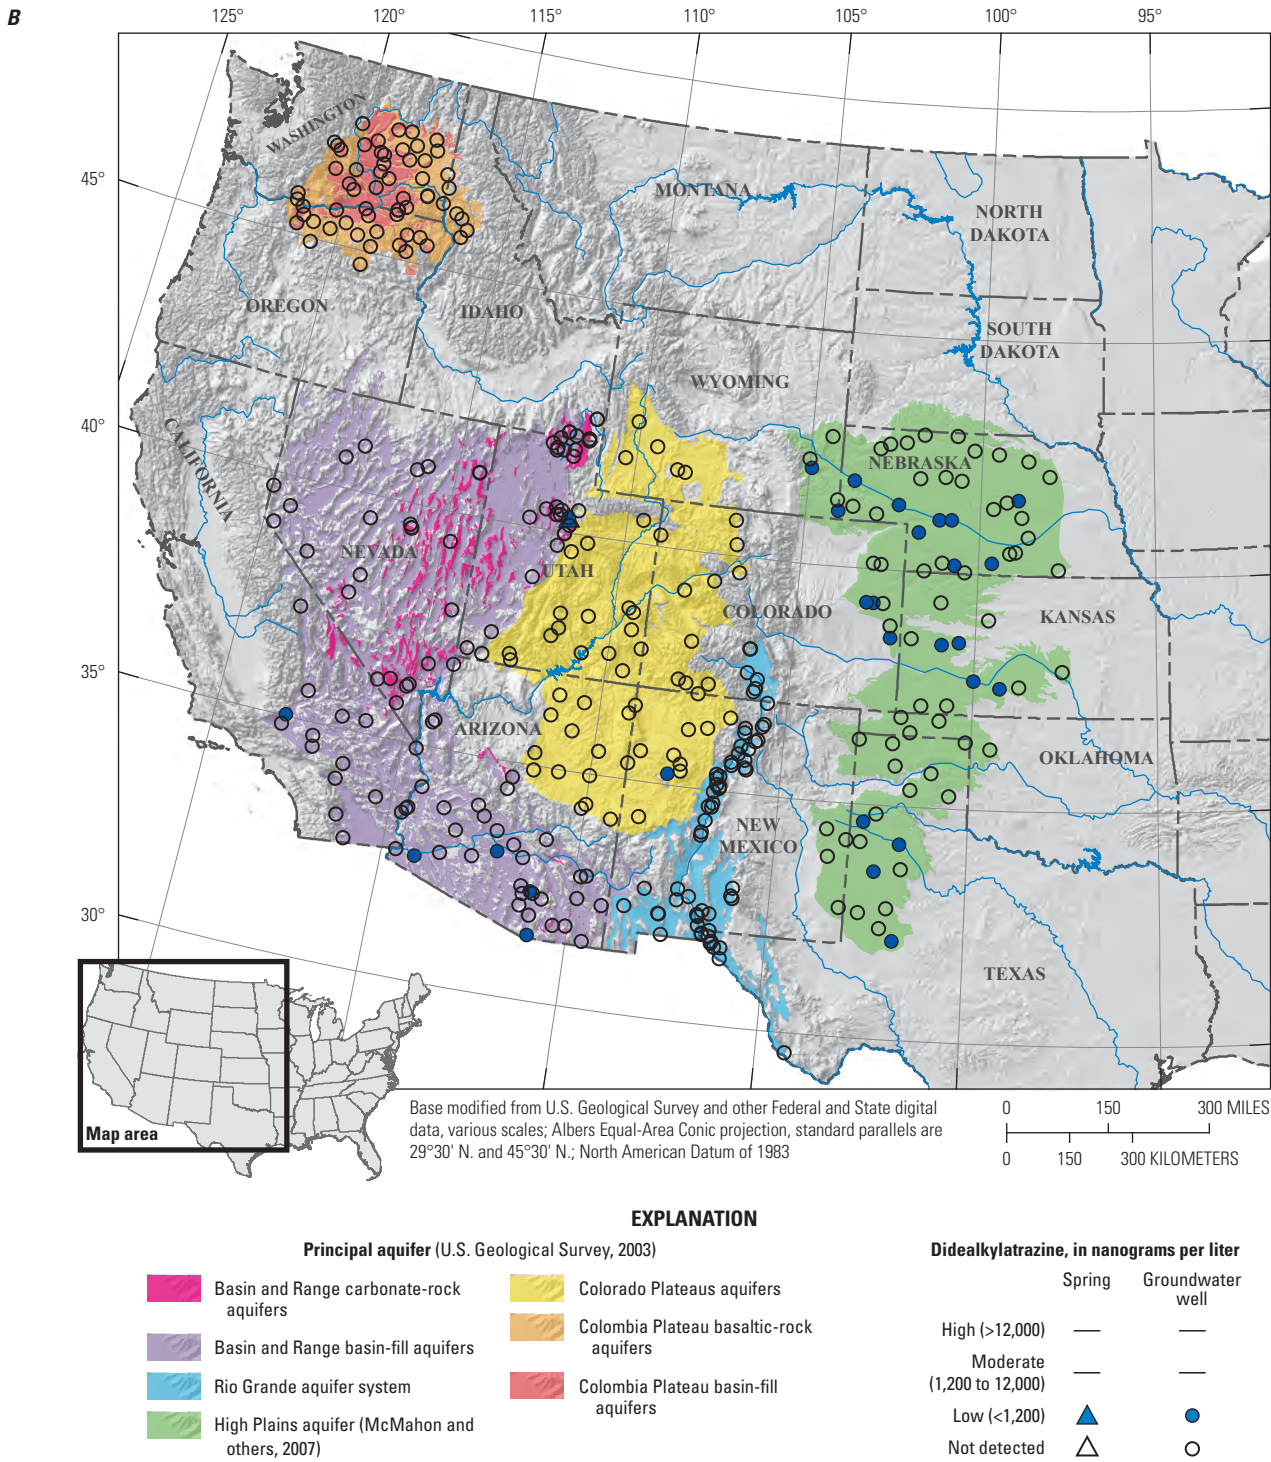 B
125°
120°
115°
110°
105°
100°
95°
45°
40°
35°
30°
WASHINGTON
MONTANA
NORTH
DAKOTA
OREGON
IDAHO
SOUTH
DAKOTA
WYOMING
CALIFORNIA
NEBRASKA
NEVADA
UTAH
COLORADO
KANSAS
ARIZONA
OKLAHOMA
NEW
MEXICO
TEXAS
Map area
Base modified from U.S. Geological Survey and other Federal and State digital
data, various scales; Albers Equal-Area Conic projection, standard parallels are
29°30' N. and 45°30' N.; North American Datum of 1983
0 150 300 MILES
0 150 300 KILOMETERS
EXPLANATION
Principal aquifer (U.S. Geological Survey, 2003)
Basin and Range carbonate-rock
aquifers
Basin and Range basin-fill aquifers
Rio Grande aquifer system
High Plains aquifer (McMahon and
others, 2007)
Colorado Plateaus aquifers
Colombia Plateau basaltic-rock
aquifers
Colombia Plateau basin-fill
aquifers
Didealkylatrazine, in nanograms per liter
Spring Groundwater
well
High (>12,000)
Moderate
(1,200 to 12,000)
Low (<1,200)
Not detected